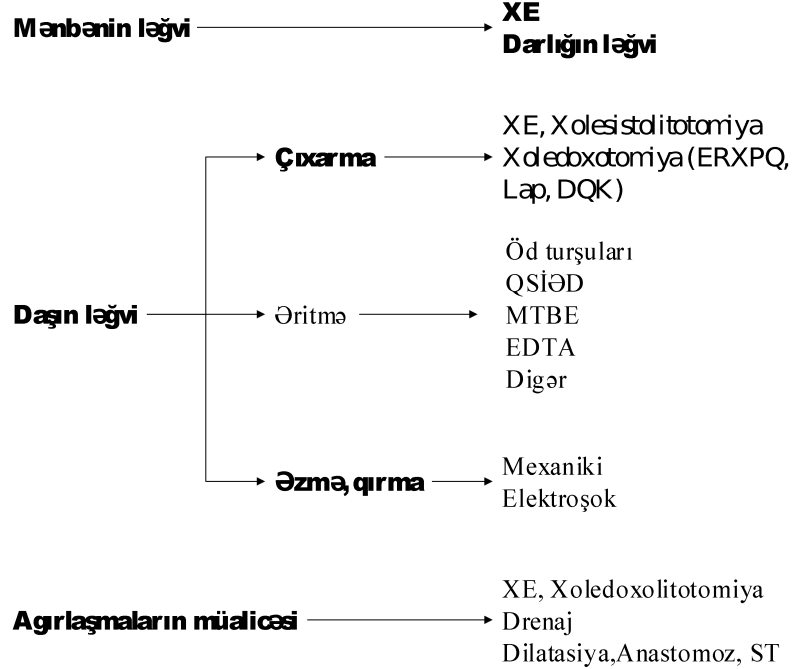 Mənbənin ləğvi
XE
Darlığın ləğvi
Çıxarma
XE, Xolesistolitotomiya
Xoledoxotomiya (ERXPQ,
Lap, DQK)
Daşın ləğvi
Əritmə
Öd turşuları
QSİƏD
MTBE
EDTA
Digər
Əzmə, qırma
Mexaniki
Elektroşok
Agırlaşmaların müalicəsi
XE, Xoledoxolitotomiya
Drenaj
Dilatasiya,Anastomoz, ST